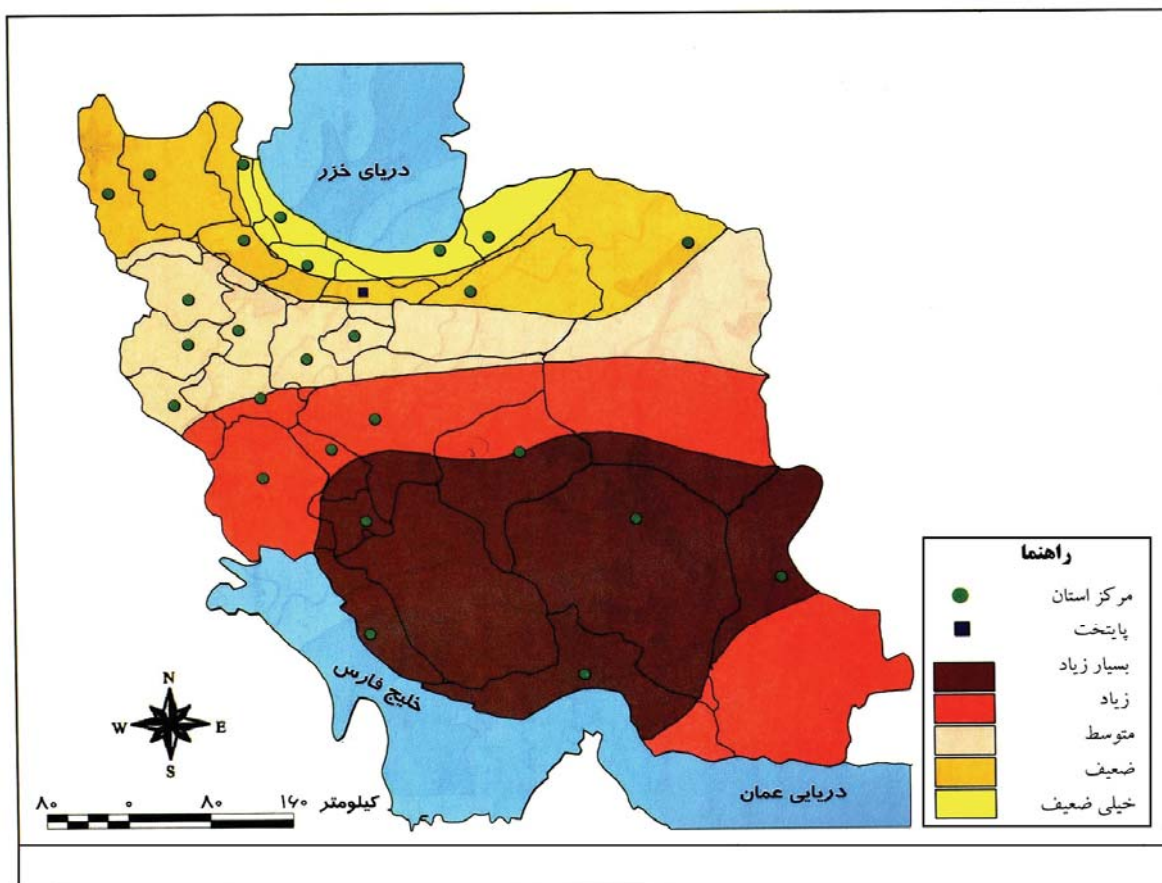 دریای خزر
خلیج فارس
دریایی عمان
N
W
E
S
۸۰ ۰ ۸۰ ۱۶۰ کیلومتر
راهنما
مرکز استان
پایتخت
بسیار زیاد
زیاد
متوسط
ضعیف
خیلی ضعیف